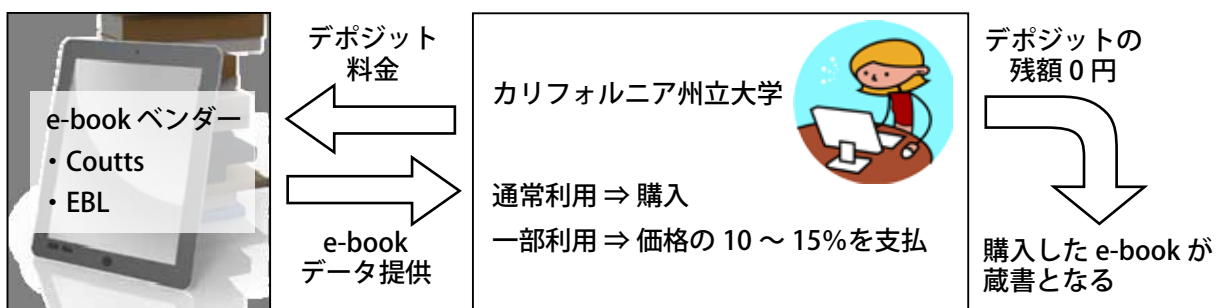 e-book ベンダー
・Coutts
・EBL
デポジット
料金
e-book
データ提供
カリフォルニア州立大学
通常利用 ⇒ 購入
一部利用 ⇒ 価格の 10 ～ 15%を支払
デポジットの
残額 0 円
購入した e-book が
蔵書となる